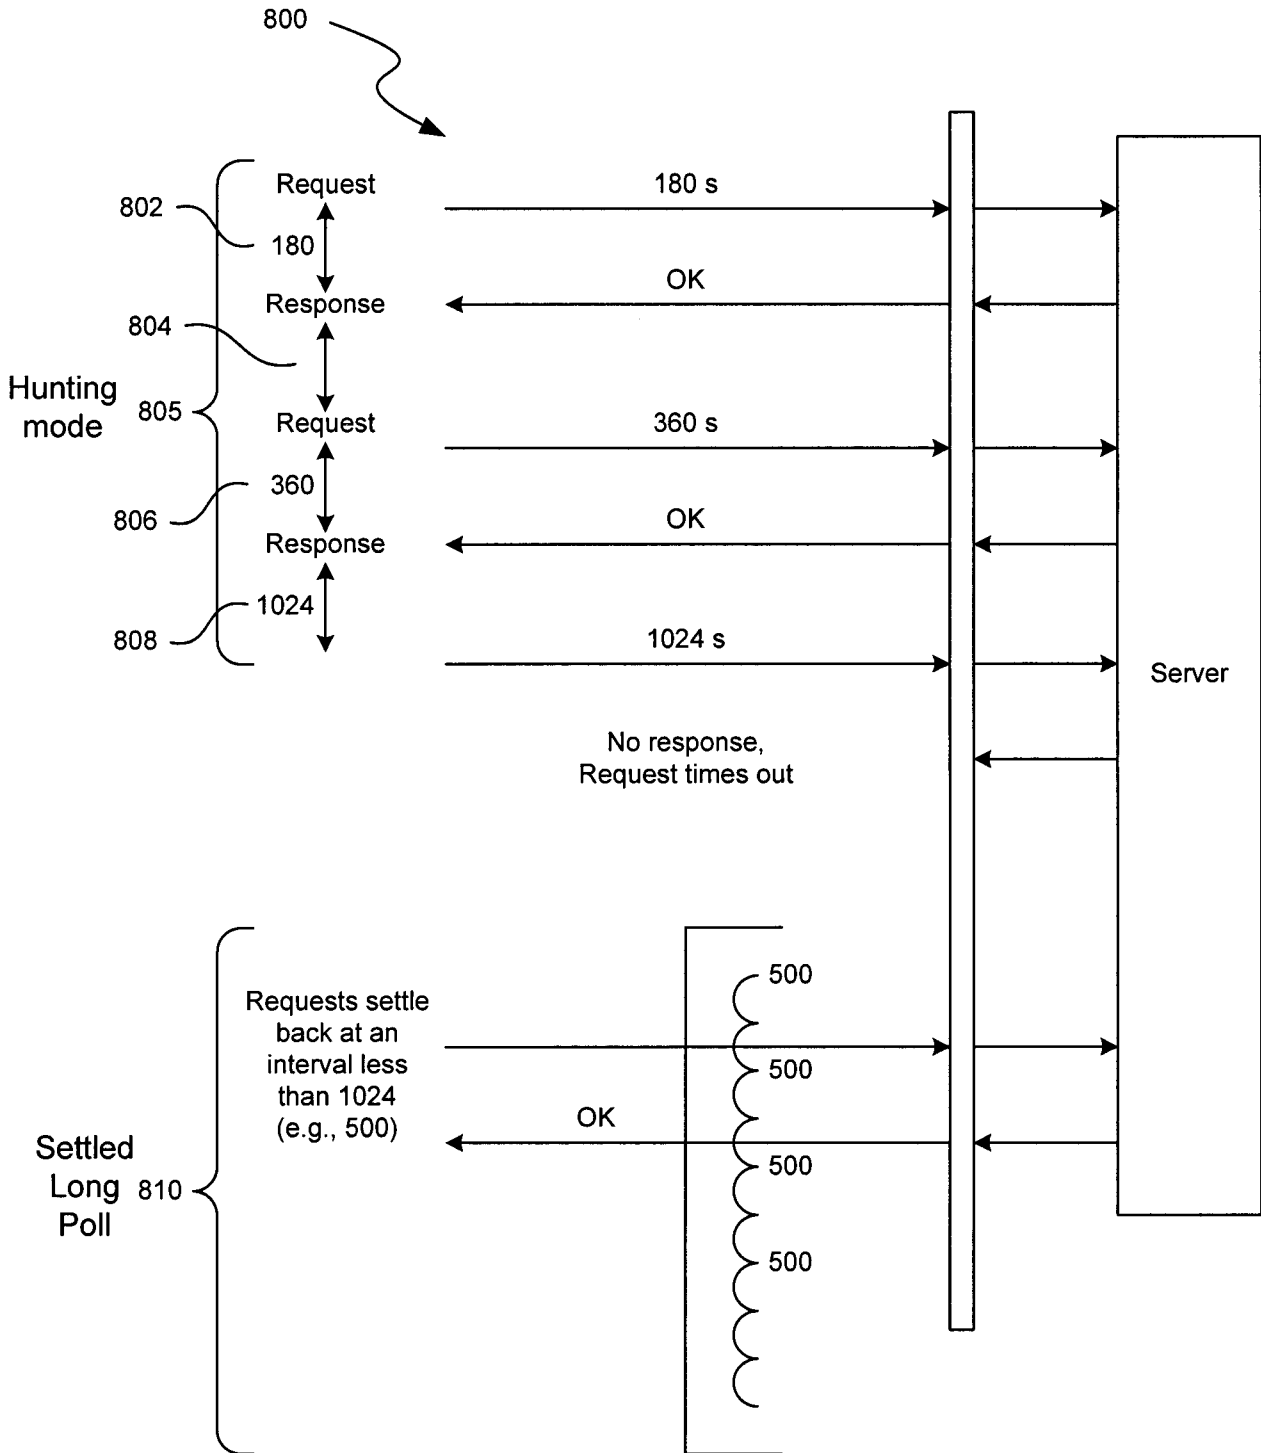 800
Request
180 s
802
180
OK
Response
804
Hunting
mode
805
Request
360 s
360
806
OK
Response
1024
808
1024 s
Server
No response,
Request times out
500
Requests settle
back at an
interval less
than 1024
(e.g., 500)
500
OK
500
Settled
Long
Poll
810
500